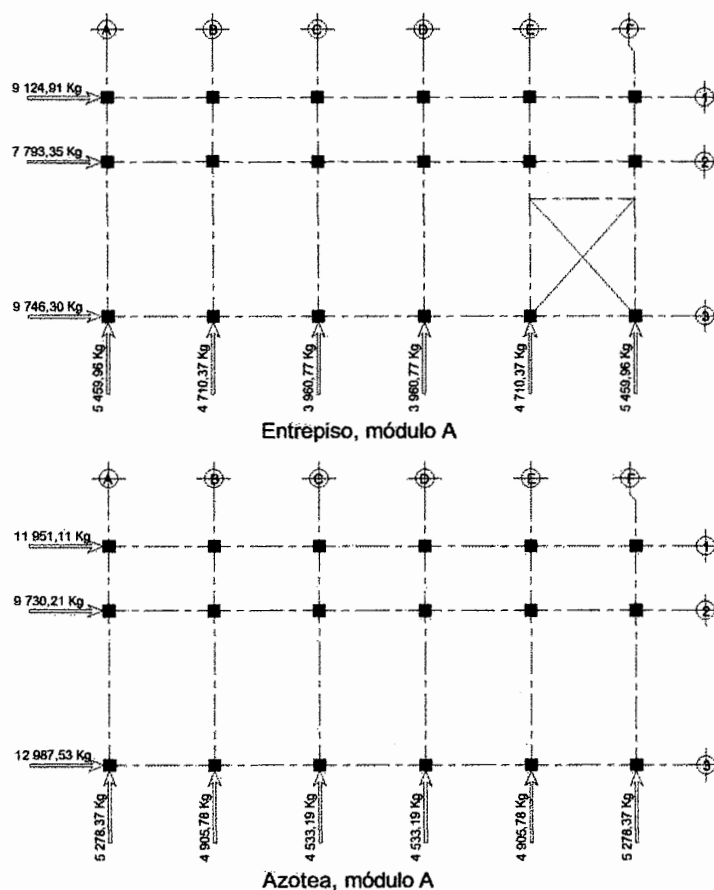 A B C D E F
9 124,91 Kg
1
7 793,35 Kg
2
9 746,30 Kg
3
5 459,96 Kg
4 710,37 Kg
3 960,77 Kg
3 960,77 Kg
4 710,37 Kg
5 459,96 Kg
Entrepiso, módulo A
A B C D E F
11 951,11 Kg
1
9 730,21 Kg
2
12 987,53 Kg
3
5 278,37 Kg
4 905,78 Kg
4 533,19 Kg
4 533,19 Kg
4 905,78 Kg
5 278,37 Kg
Azotea, módulo A